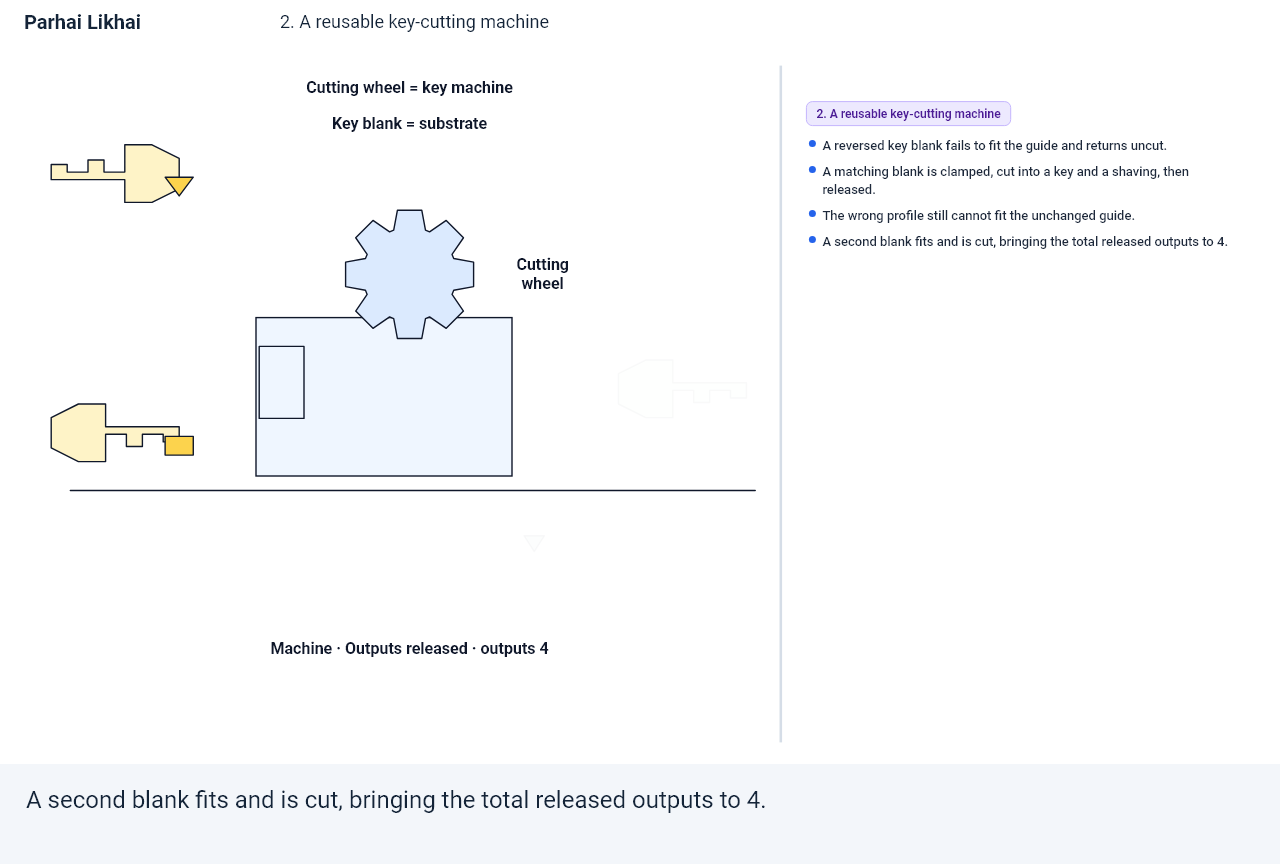 Parhai Likhai
2. A reusable key-cutting machine
Cutting wheel = key machine
Key blank = substrate
Cutting
wheel
Machine · Outputs released · outputs 4
2. A reusable key-cutting machine
A reversed key blank fails to fit the guide and returns uncut.
A matching blank is clamped, cut into a key and a shaving, then
released.
The wrong profile still cannot fit the unchanged guide.
A second blank fits and is cut, bringing the total released outputs to 4.
A second blank fits and is cut, bringing the total released outputs to 4.